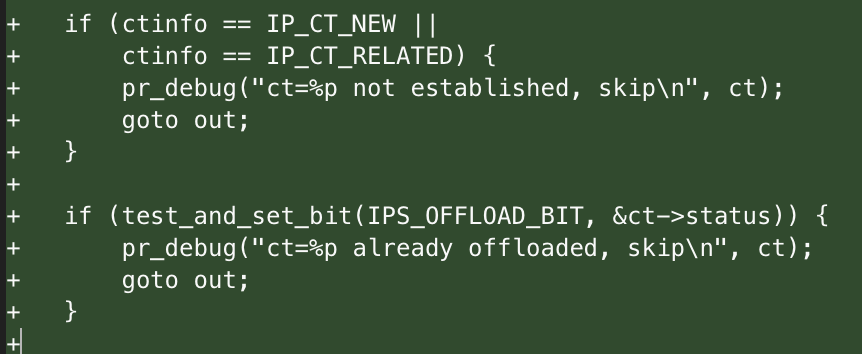 +   if (ctinfo == IP_CT_NEW ||
+       ctinfo == IP_CT_RELATED) {
+       pr_debug("ct=%p not established, skip\n", ct);
+       goto out;
+   }
+
+   if (test_and_set_bit(IPS_OFFLOAD_BIT, &ct->status)) {
+       pr_debug("ct=%p already offloaded, skip\n", ct);
+       goto out;
+   }
+